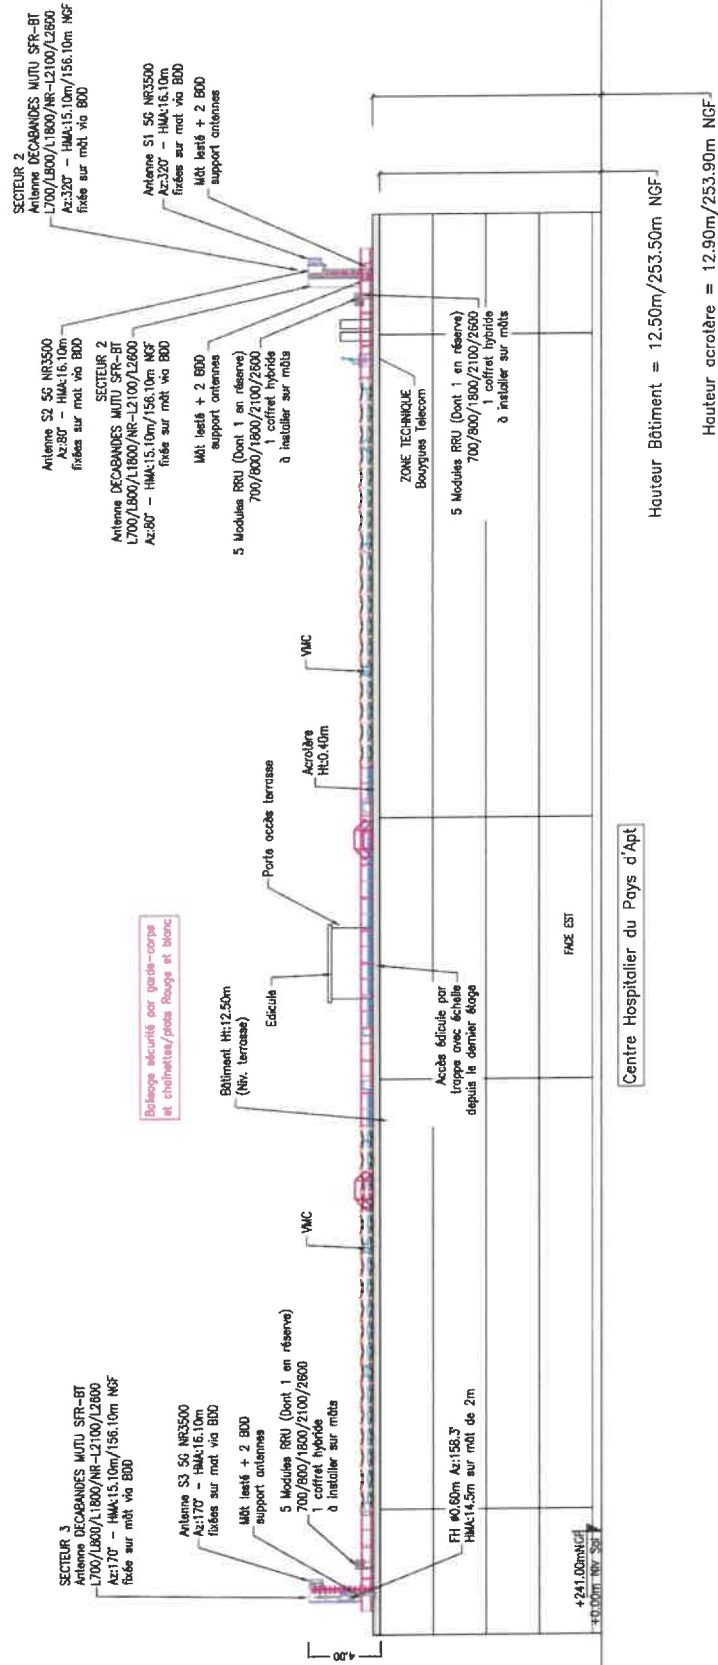 SECTEUR 3
Antenne DECABANDES MUTU SFR-BT
L700/L800/L1800/NR-L2100/L2600
Az:170° - HMA:15.10m/156.10m NGF
fixée sur mât via BDD
Antenne S3 5G NR3500
Az:170° - HMA:16.10m
fixées sur mat via BDD
Mât lesté + 2 BDD
support antennes
5 Modules RRU (Dont 1 en réserve)
700/800/1800/2100/2600
1 coffret hybride
à installer sur mâts
4.00
FH ø0.60m Az:158.3°
HMA:14.5m sur mât de 2m
+241.00mNGF
+0.00m Niv Sol
Balisage sécurité par garde-corps
et chaînettes/plots Rouge et blanc
Bâtiment Ht:12.50m
(Niv. terrasse)
VMC
Edicule
Porte accès terrasse
Acrotère
Ht:0.40m
VMC
Accès édicule par
trappe avec échelle
depuis le dernier étage
FACE EST
Centre Hospitalier du Pays d'Apt
Antenne S2 5G NR3500
Az:80° - HMA:16.10m
fixées sur mat via BDD
SECTEUR 2
Antenne DECABANDES MUTU SFR-BT
L700/L800/L1800/NR-L2100/L2600
Az:80° - HMA:15.10m/156.10m NGF
fixée sur mât via BDD
Mât lesté + 2 BDD
support antennes
5 Modules RRU (Dont 1 en réserve)
700/800/1800/2100/2600
1 coffret hybride
à installer sur mâts
SECTEUR 2
Antenne DECABANDES MUTU SFR-BT
L700/L800/L1800/NR-L2100/L2600
Az:320° - HMA:15.10m/156.10m NGF
fixée sur mât via BDD
Antenne S1 5G NR3500
Az:320° - HMA:16.10m
fixées sur mat via BDD
Mât lesté + 2 BDD
support antennes
ZONE TECHNIQUE
Bouygues Telecom
5 Modules RRU (Dont 1 en réserve)
700/800/1800/2100/2600
1 coffret hybride
à installer sur mâts
Hauteur Bâtiment = 12.50m/253.50m NGF
Hauteur acrotère = 12.90m/253.90m NGF